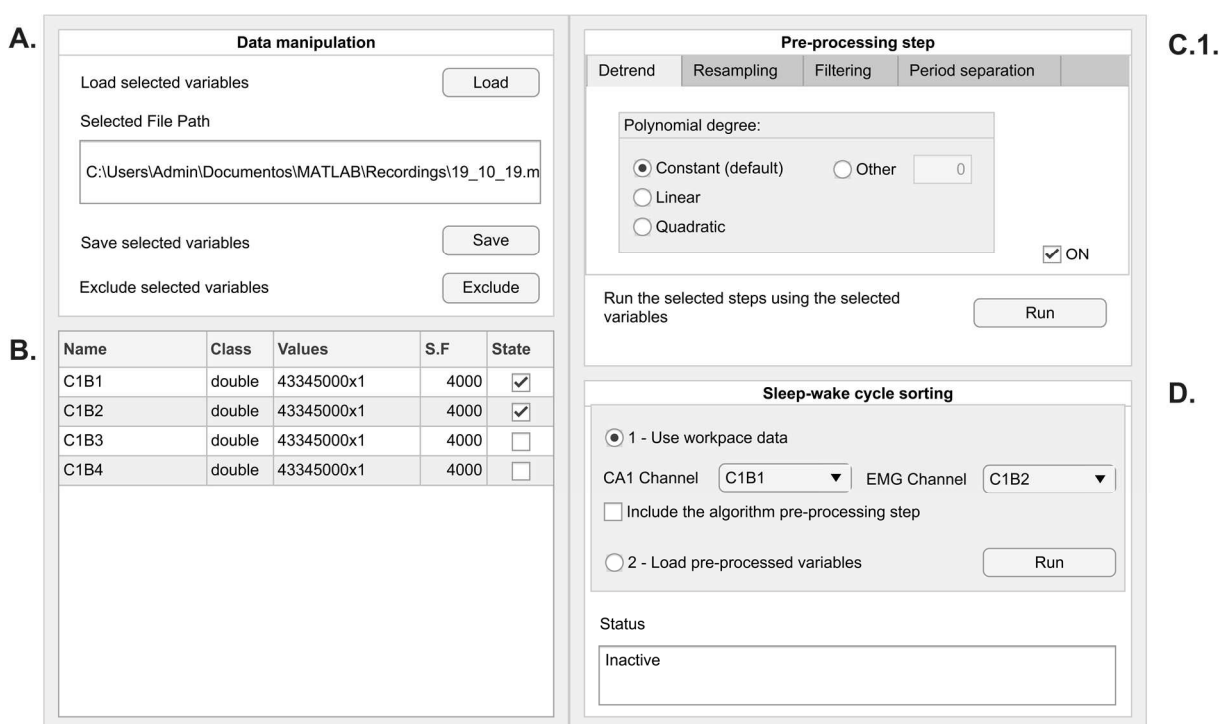 A.
Data manipulation
Load selected variables
Load
Selected File Path
C:\Users\Admin\Documentos\MATLAB\Recordings\19_10_19.m
Save selected variables
Save
Exclude selected variables
Exclude
B.
Name Class Values S.F State
C1B1 double 43345000x1 4000
C1B2 double 43345000x1 4000
C1B3 double 43345000x1 4000
C1B4 double 43345000x1 4000
C.1.
Pre-processing step
Detrend Resampling Filtering Period separation
Polynomial degree:
Constant (default) Other 0
Linear
Quadratic
ON
Run the selected steps using the selected
variables
Run
D.
Sleep-wake cycle sorting
1 - Use workpace data
CA1 Channel C1B1 EMG Channel C1B2
Include the algorithm pre-processing step
2 - Load pre-processed variables Run
Status
Inactive